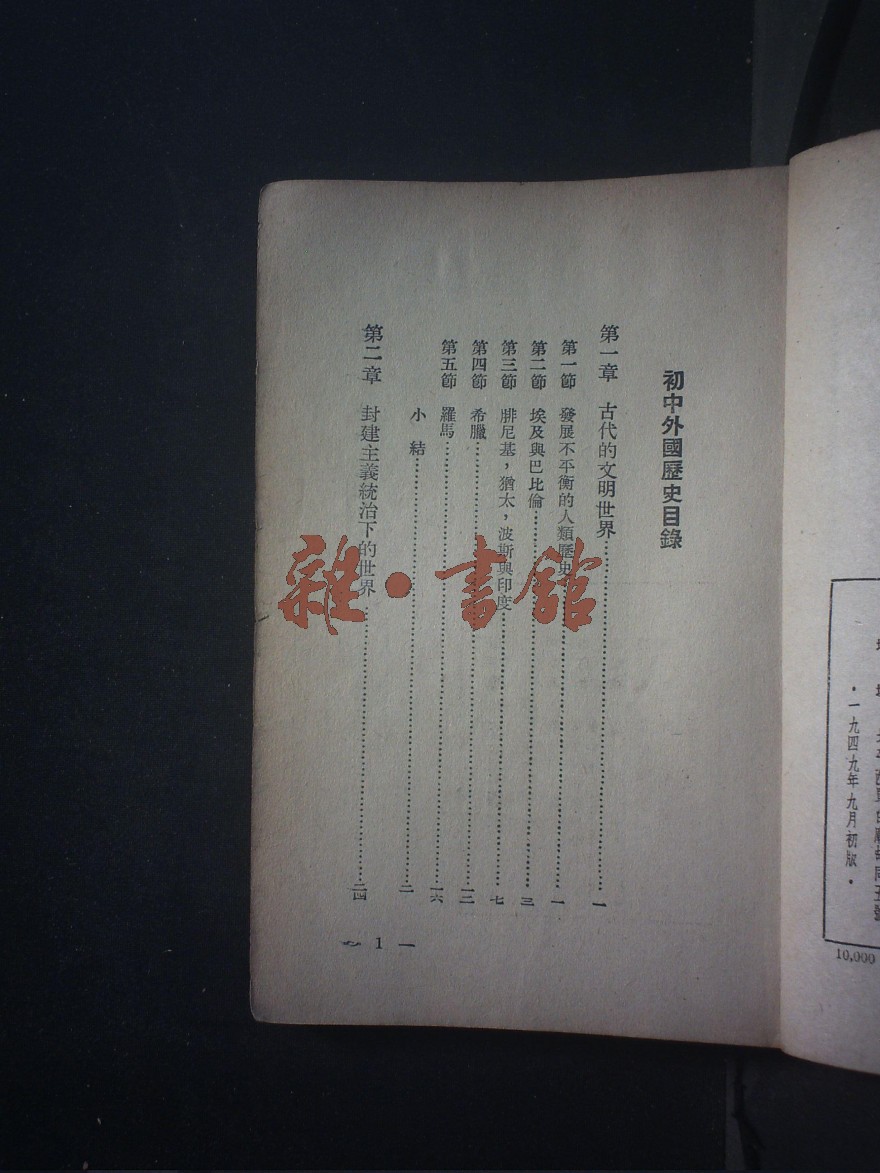 初中外國歷史目錄
第一章 古代的文明世界……一
第一節 發展不平衡的人類歷史……一
第二節 埃及與巴比倫……三
第三節 腓尼基，猶太，波斯與印度……七
第四節 希臘……一二
第五節 羅馬……一六
小結……二
第二章 封建主義統治下的世界……二四
1
雜·書館
·一九四九年九月初版·
10,000